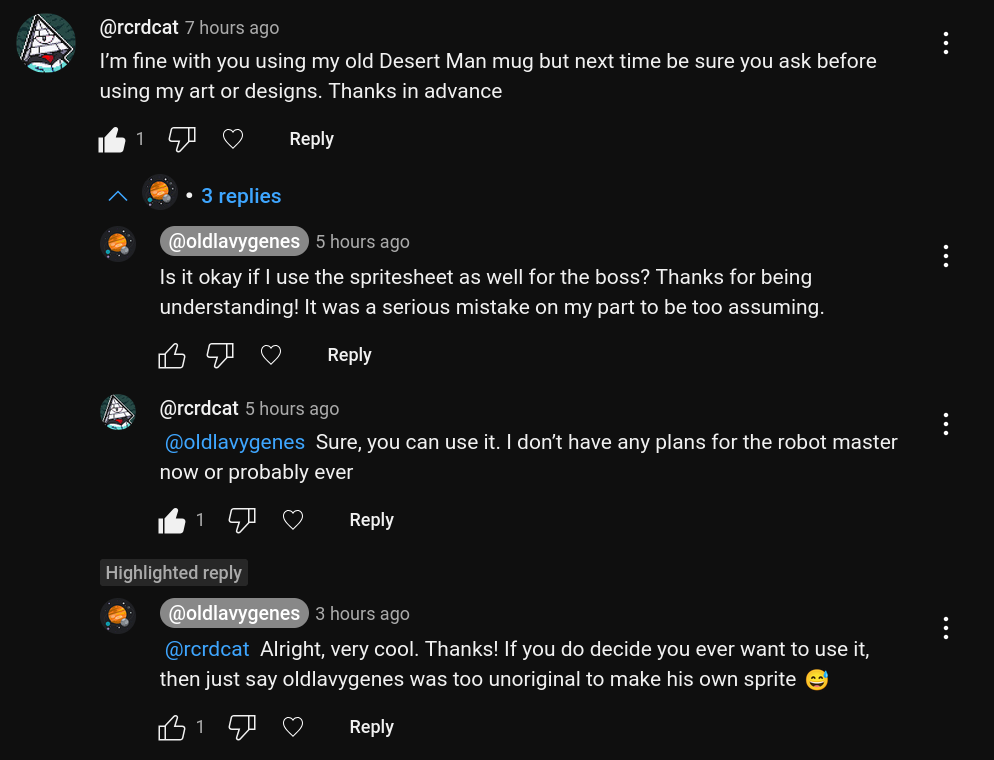 @rcrdcat 7 hours ago
I’m fine with you using my old Desert Man mug but next time be sure you ask before
using my art or designs. Thanks in advance
1 Reply
• 3 replies
@oldlavygenes 5 hours ago
Is it okay if I use the spritesheet as well for the boss? Thanks for being
understanding! It was a serious mistake on my part to be too assuming.
Reply
@rcrdcat 5 hours ago
@oldlavygenes Sure, you can use it. I don’t have any plans for the robot master
now or probably ever
1 Reply
Highlighted reply
@oldlavygenes 3 hours ago
@rcrdcat Alright, very cool. Thanks! If you do decide you ever want to use it,
then just say oldlavygenes was too unoriginal to make his own sprite 😅
1 Reply